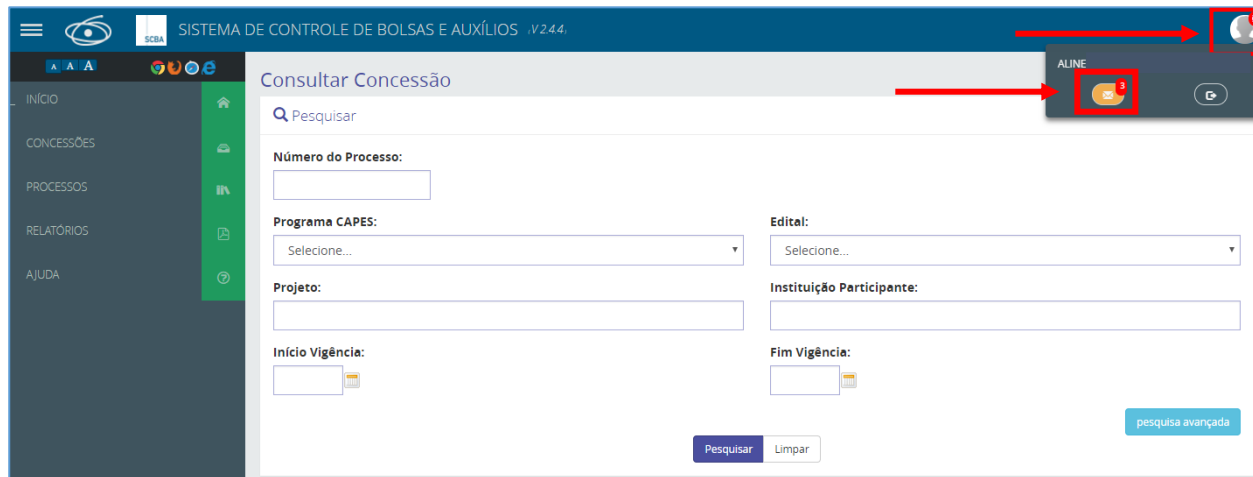 SCBA SISTEMA DE CONTROLE DE BOLSAS E AUXÍLIOS (V 2.4.4)
A A A
ALINE
3
INÍCIO
CONCESSÕES
PROCESSOS
RELATÓRIOS
AJUDA
Consultar Concessão
Pesquisar
Número do Processo:
Programa CAPES: Edital:
Selecione... Selecione...
Projeto: Instituição Participante:
Início Vigência: Fim Vigência:
pesquisa avançada
Pesquisar Limpar